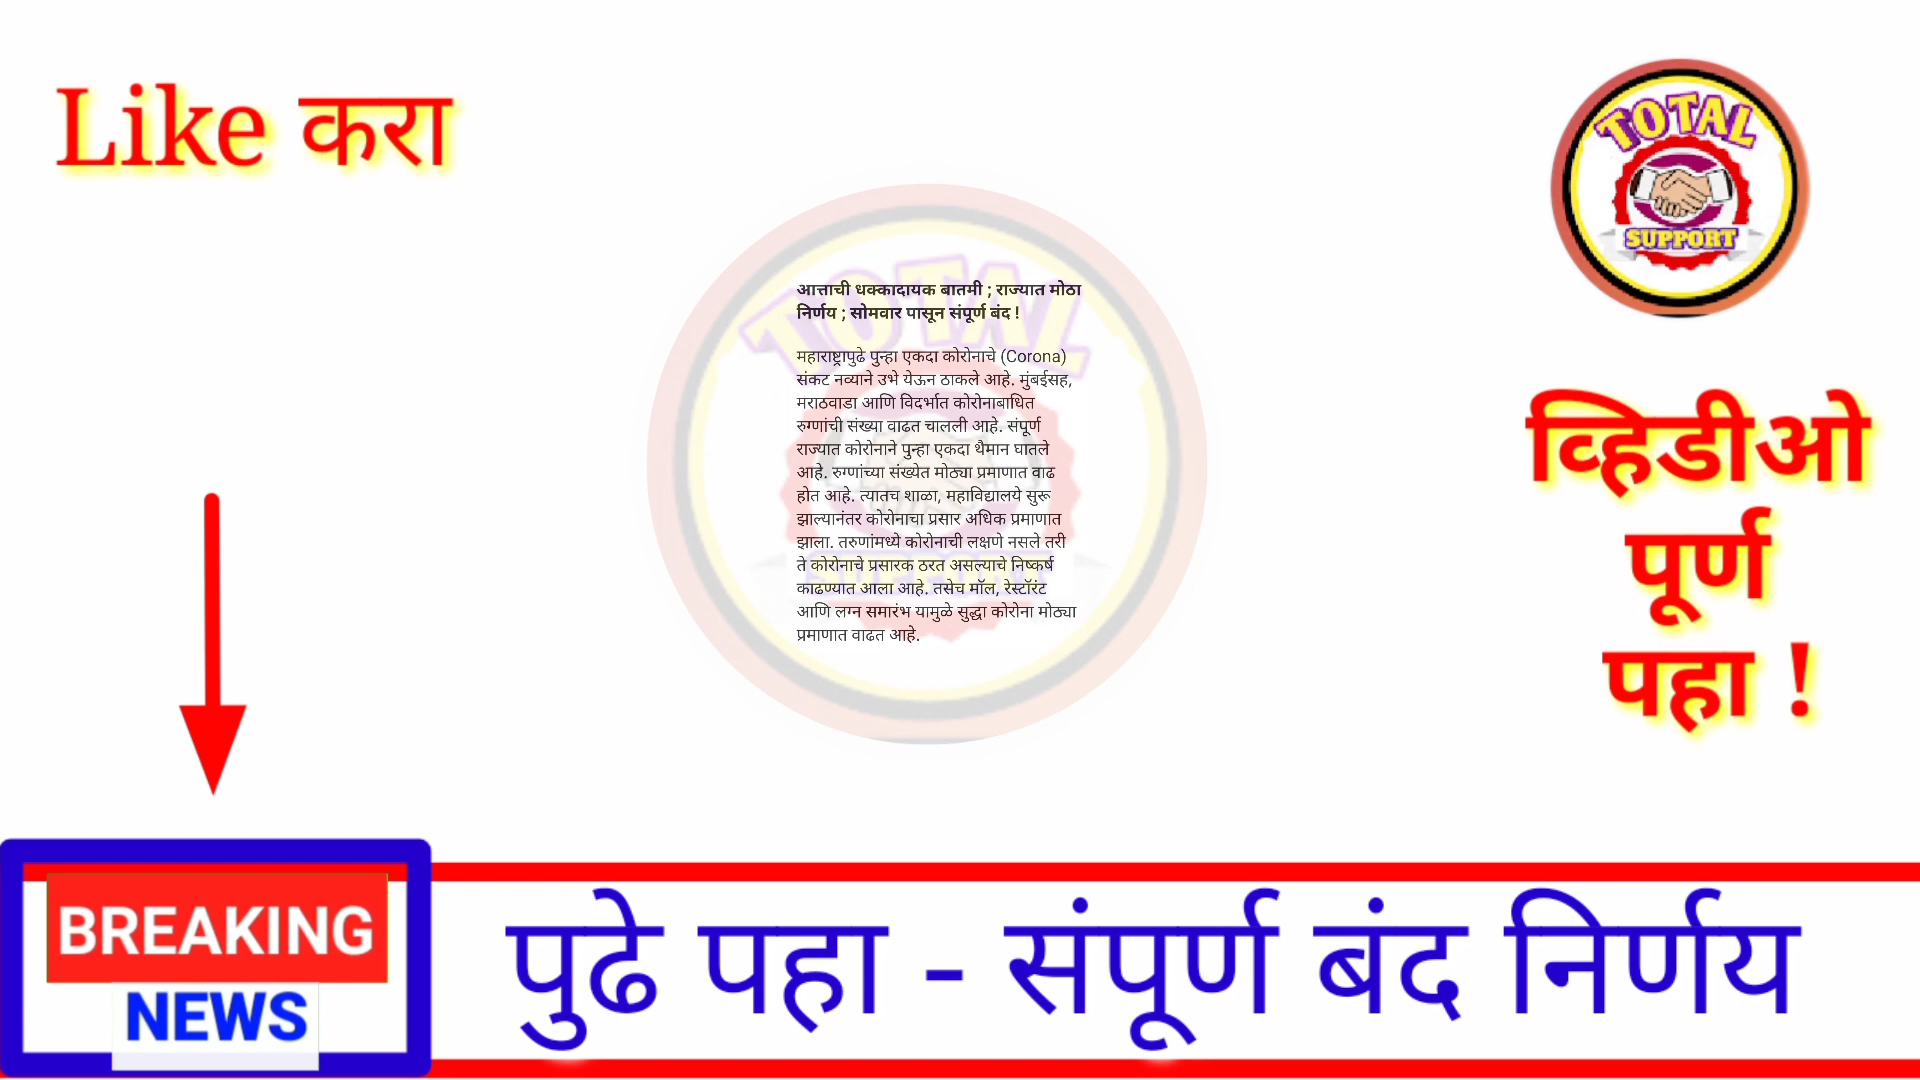 Like करा
TOTAL
SUPPORT
आत्ताची धक्कादायक बातमी ; राज्यात मोठा
निर्णय ; सोमवार पासून संपूर्ण बंद !
महाराष्ट्रापुढे पुन्हा एकदा कोरोनाचे (Corona)
संकट नव्याने उभे येऊन ठाकले आहे. मुंबईसह,
मराठवाडा आणि विदर्भात कोरोनाबाधित
रुग्णांची संख्या वाढत चालली आहे. संपूर्ण
राज्यात कोरोनाने पुन्हा एकदा थैमान घातले
आहे. रुग्णांच्या संख्येत मोठ्या प्रमाणात वाढ
होत आहे. त्यातच शाळा, महाविद्यालये सुरू
झाल्यानंतर कोरोनाचा प्रसार अधिक प्रमाणात
झाला. तरुणांमध्ये कोरोनाची लक्षणे नसले तरी
ते कोरोनाचे प्रसारक ठरत असल्याचे निष्कर्ष
काढण्यात आला आहे. तसेच मॉल, रेस्टॉरंट
आणि लग्न समारंभ यामुळे सुद्धा कोरोना मोठ्या
प्रमाणात वाढत आहे.
TOTAL
SUPPORT
व्हिडीओ
पूर्ण
पहा !
BREAKING
NEWS
पुढे पहा - संपूर्ण बंद निर्णय